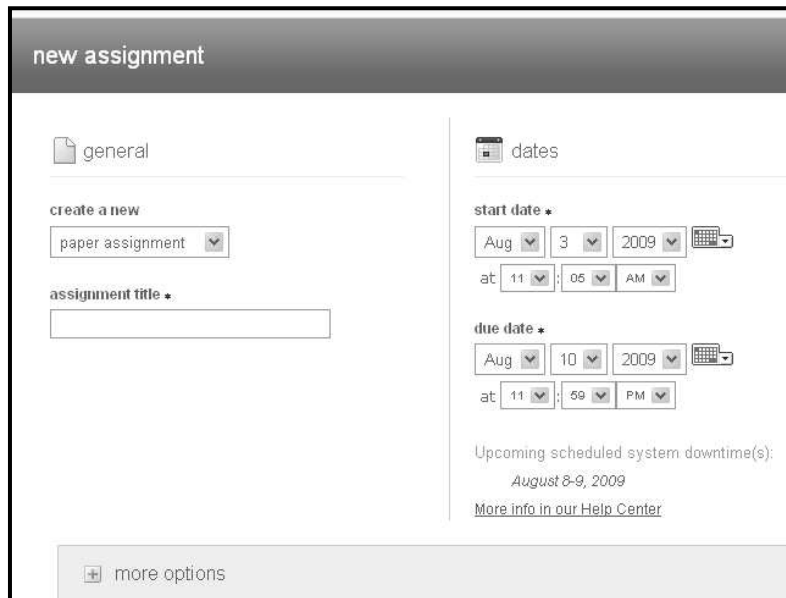 new assignment
general
create a new
paper assignment
assignment title *
dates
start date *
Aug 3 2009
at 11 : 05 AM
due date *
Aug 10 2009
at 11 : 59 PM
Upcoming scheduled system downtime(s):
August 8-9, 2009
More info in our Help Center
more options